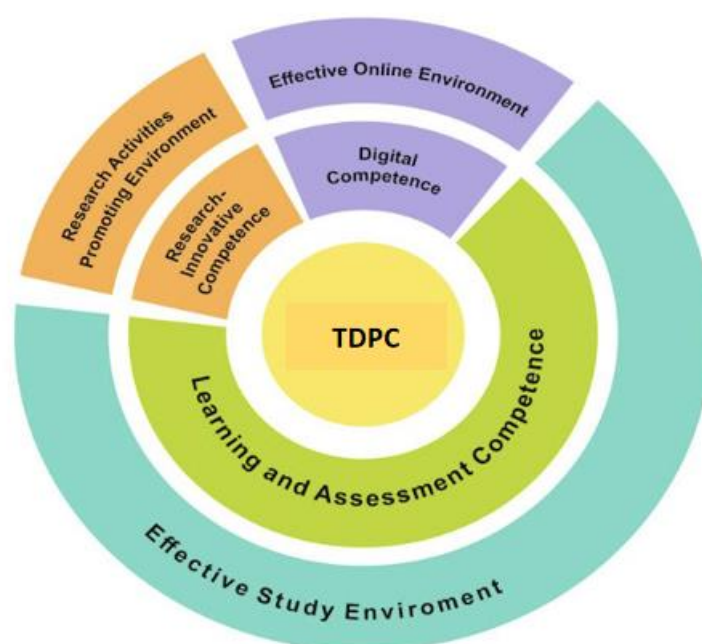 Effective Online Environment
Digital
Competence
Research Activities
Promoting Environment
Research-
Innovative
Competence
TDPC
Learning and Assessment Competence
Effective Study Enviroment